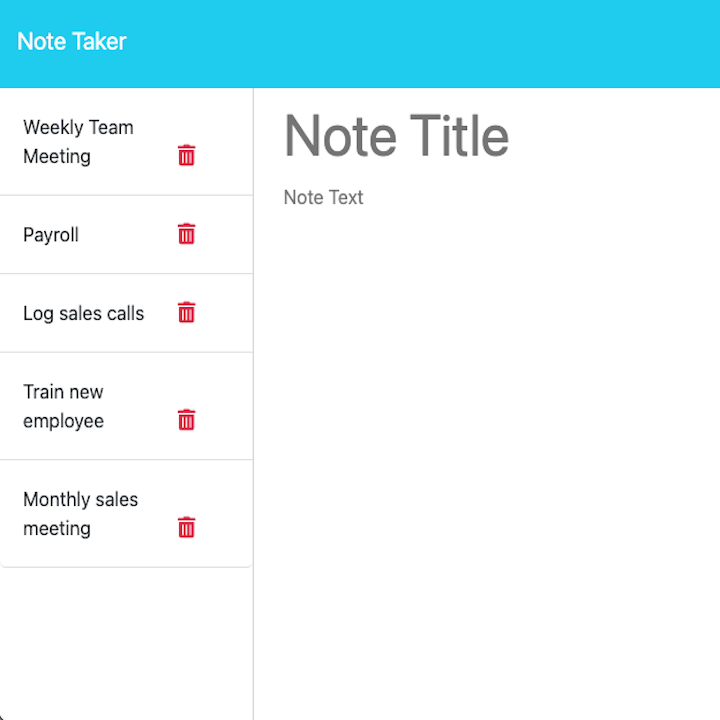 Note Taker
Weekly Team
Meeting
Payroll
Log sales calls
Train new
employee
Monthly sales
meeting
Note Title
Note Text